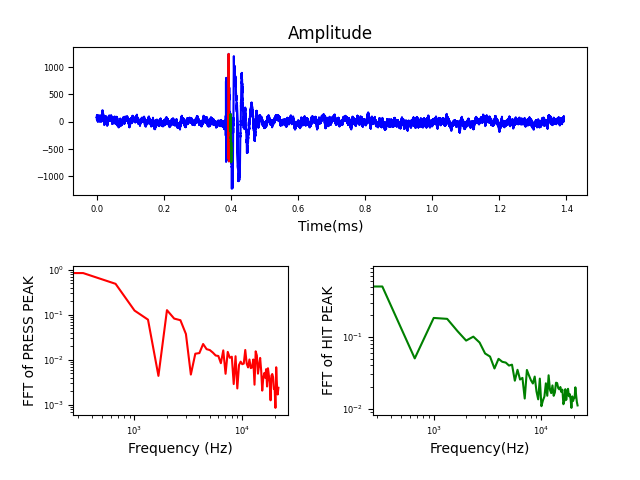 Amplitude
1000
500
0
−500
−1000
0.0 0.2 0.4 0.6 0.8 1.0 1.2 1.4
Time(ms)
FFT of PRESS PEAK
10⁰
10⁻¹
10⁻²
10⁻³
10³ 10⁴
Frequency (Hz)
FFT of HIT PEAK
10⁻¹
10⁻²
10³ 10⁴
Frequency(Hz)